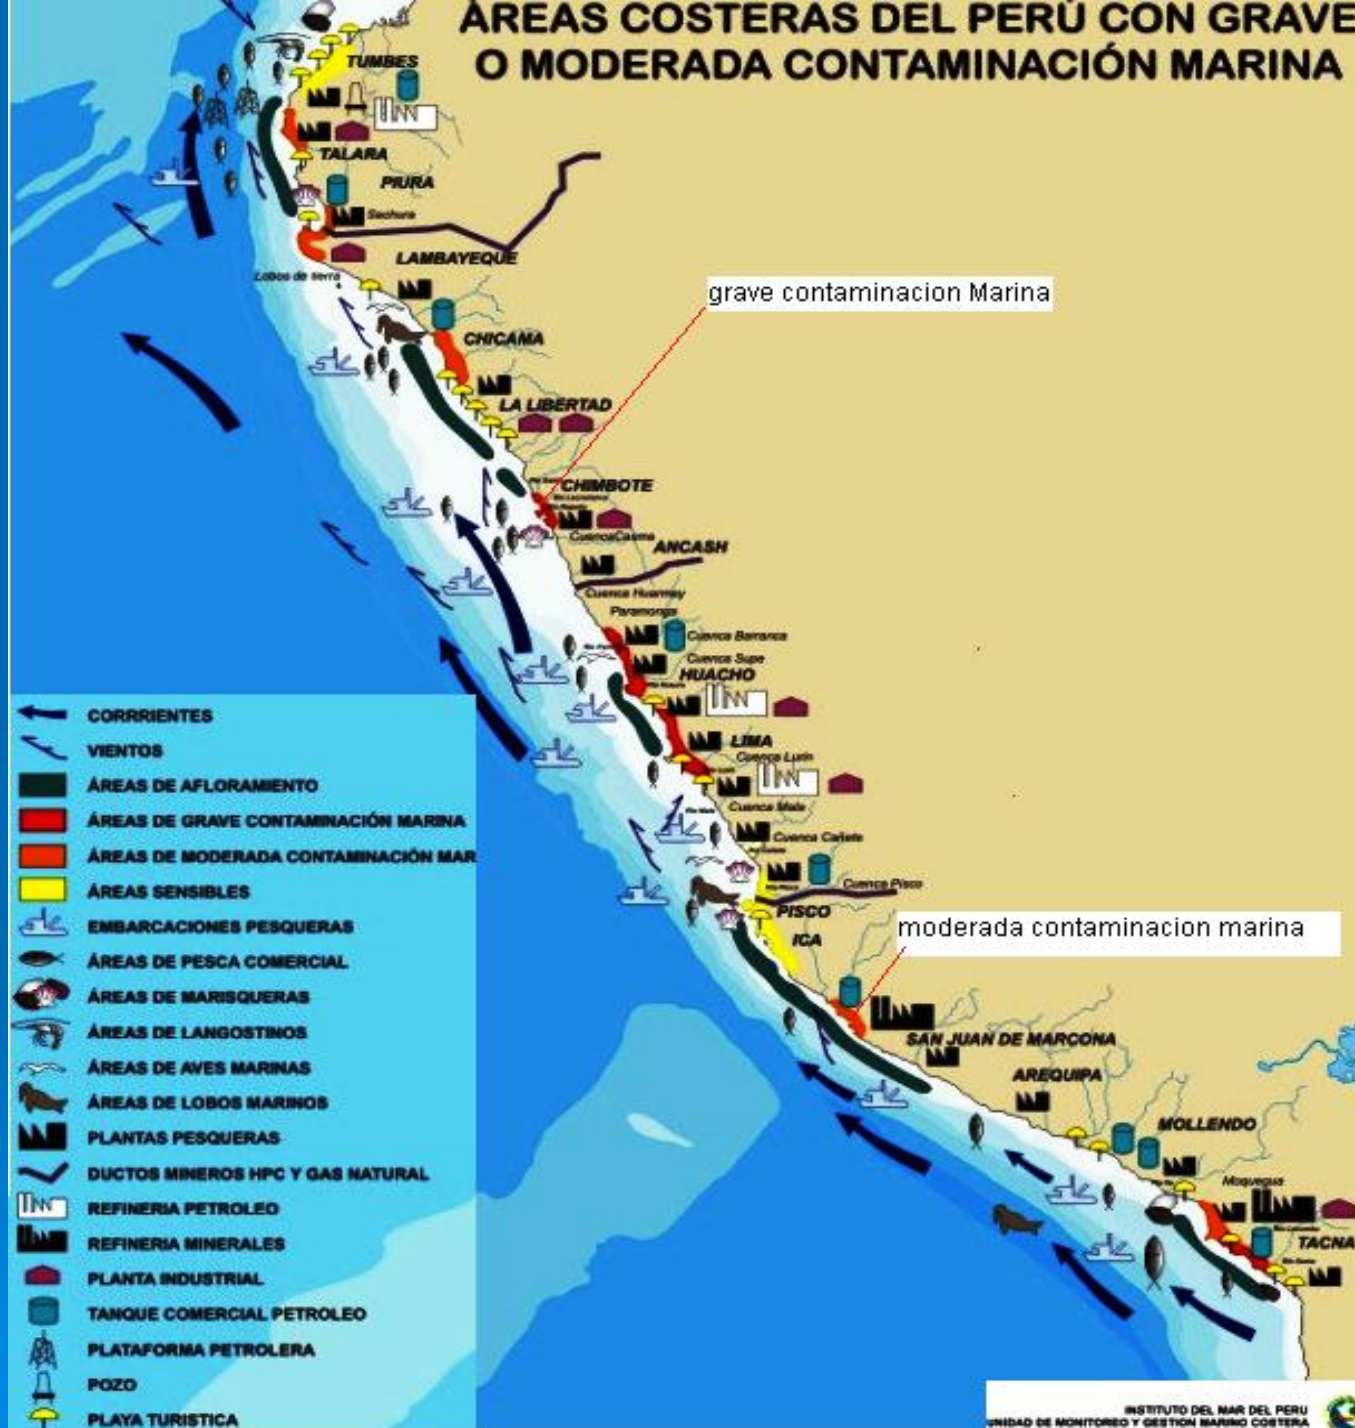 ÁREAS COSTERAS DEL PERÚ CON GRAVE
O MODERADA CONTAMINACIÓN MARINA
TUMBES
TALARA
PIURA
Sechura
LAMBAYEQUE
Lobos de tierra
grave contaminacion Marina
CHICAMA
LA LIBERTAD
CHIMBOTE
CuencaCasma
ANCASH
Cuenca Huarmey
Paramonga
Cuenca Barranca
Cuenca Supe
HUACHO
LIMA
Cuenca Lurin
Cuenca Mala
Cuenca Cañete
Cuenca Pisco
PISCO
ICA
moderada contaminacion marina
SAN JUAN DE MARCONA
AREQUIPA
MOLLENDO
Moquegua
TACNA
CORRRIENTES
VIENTOS
ÁREAS DE AFLORAMIENTO
ÁREAS DE GRAVE CONTAMINACIÓN MARINA
ÁREAS DE MODERADA CONTAMINACIÓN MAR
ÁREAS SENSIBLES
EMBARCACIONES PESQUERAS
ÁREAS DE PESCA COMERCIAL
ÁREAS DE MARISQUERAS
ÁREAS DE LANGOSTINOS
ÁREAS DE AVES MARINAS
ÁREAS DE LOBOS MARINOS
PLANTAS PESQUERAS
DUCTOS MINEROS HPC Y GAS NATURAL
REFINERIA PETROLEO
REFINERIA MINERALES
PLANTA INDUSTRIAL
TANQUE COMERCIAL PETROLEO
PLATAFORMA PETROLERA
POZO
PLAYA TURISTICA
INSTITUTO DEL MAR DEL PERU
UNIDAD DE MONITOREO Y GESTION MARINO COSTERA